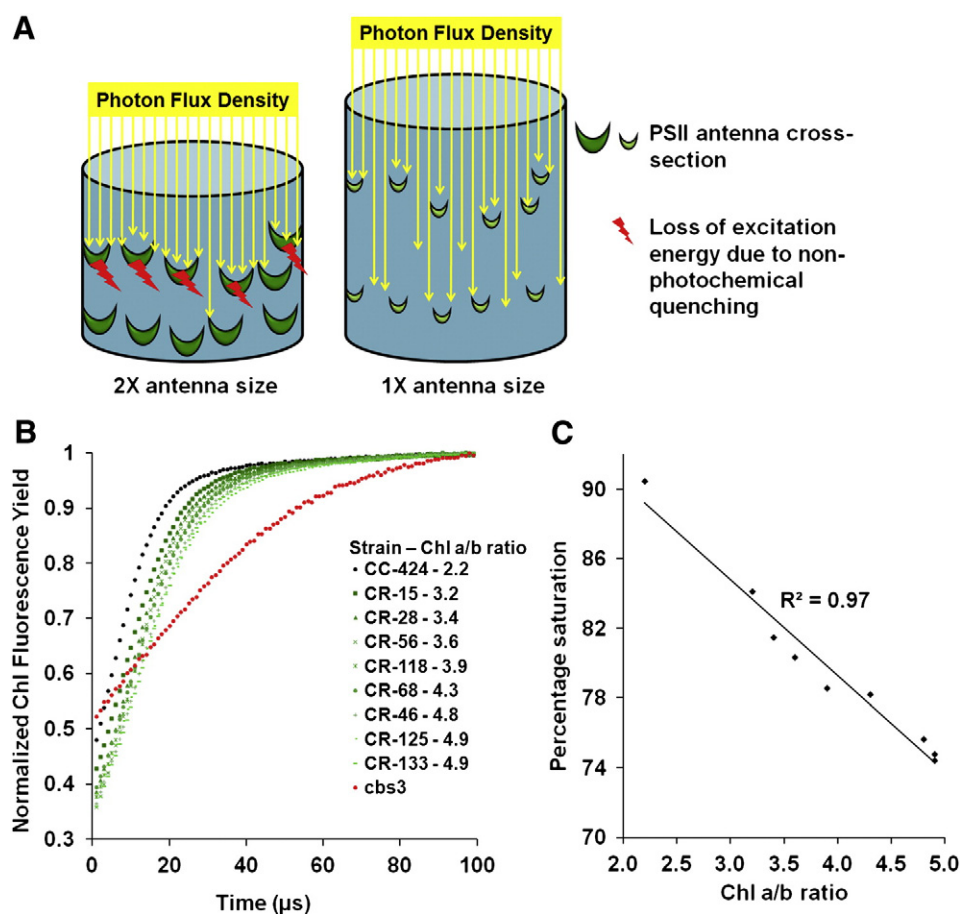 A
Photon Flux Density
Photon Flux Density
PSII antenna cross-
section
Loss of excitation
energy due to non-
photochemical
quenching
2X antenna size
1X antenna size
B
Normalized Chl Fluorescence Yield
1
0.9
0.8
0.7
0.6
0.5
0.4
0.3
0
20
40
60
80
100
Time (µs)
Strain – Chl a/b ratio
CC-424 - 2.2
CR-15 - 3.2
CR-28 - 3.4
CR-56 - 3.6
CR-118 - 3.9
CR-68 - 4.3
CR-46 - 4.8
CR-125 - 4.9
CR-133 - 4.9
cbs3
C
Percentage saturation
90
86
82
78
74
70
R² = 0.97
2.0
2.5
3.0
3.5
4.0
4.5
5.0
Chl a/b ratio